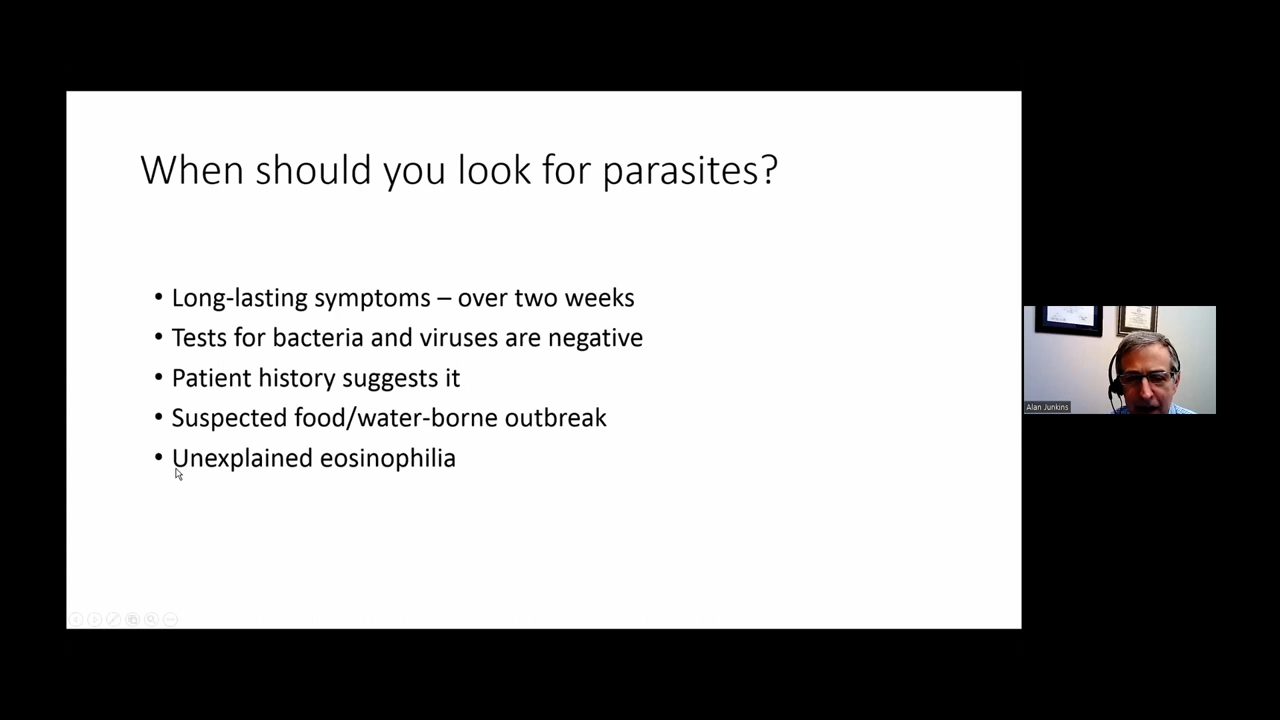 When should you look for parasites?
• Long-lasting symptoms – over two weeks
• Tests for bacteria and viruses are negative
• Patient history suggests it
• Suspected food/water-borne outbreak
• Unexplained eosinophilia
Alan Junkins